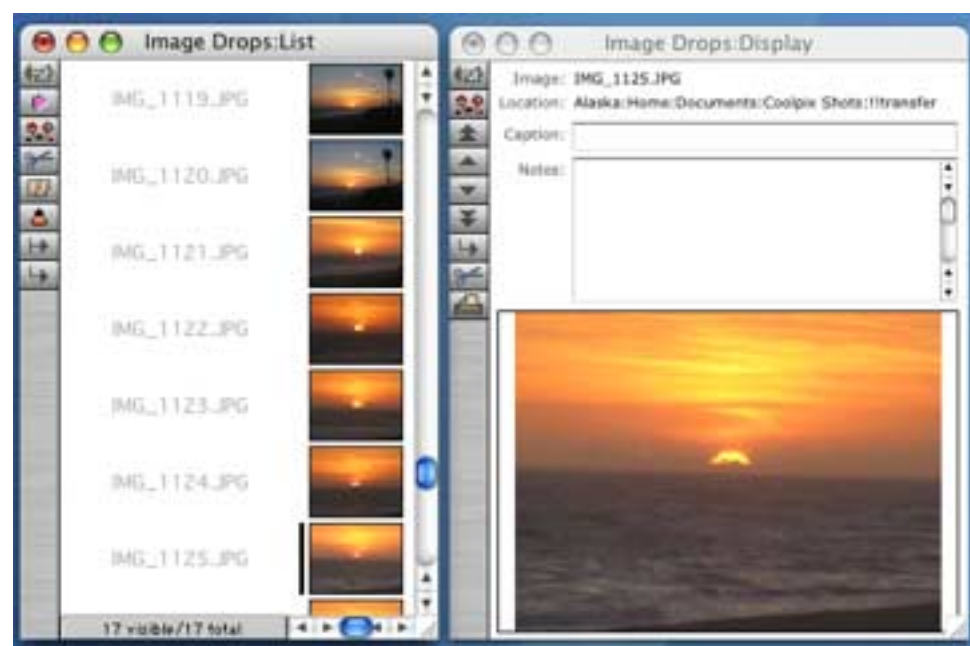 Image Drops:List
IMG_1119.JPG
IMG_1120.JPG
IMG_1121.JPG
IMG_1122.JPG
IMG_1123.JPG
IMG_1124.JPG
IMG_1125.JPG
17 visible/17 total
Image Drops:Display
Image: IMG_1125.JPG
Location: Alaska:Home:Documents:Coolpix Shots:!!transfer
Caption:
Notes: